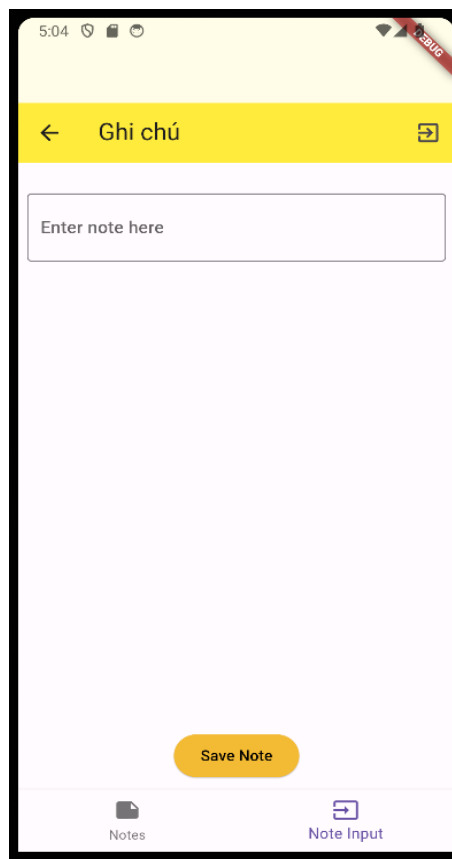 5:04
DEBUG
Ghi chú
Enter note here
Save Note
Notes
Note Input